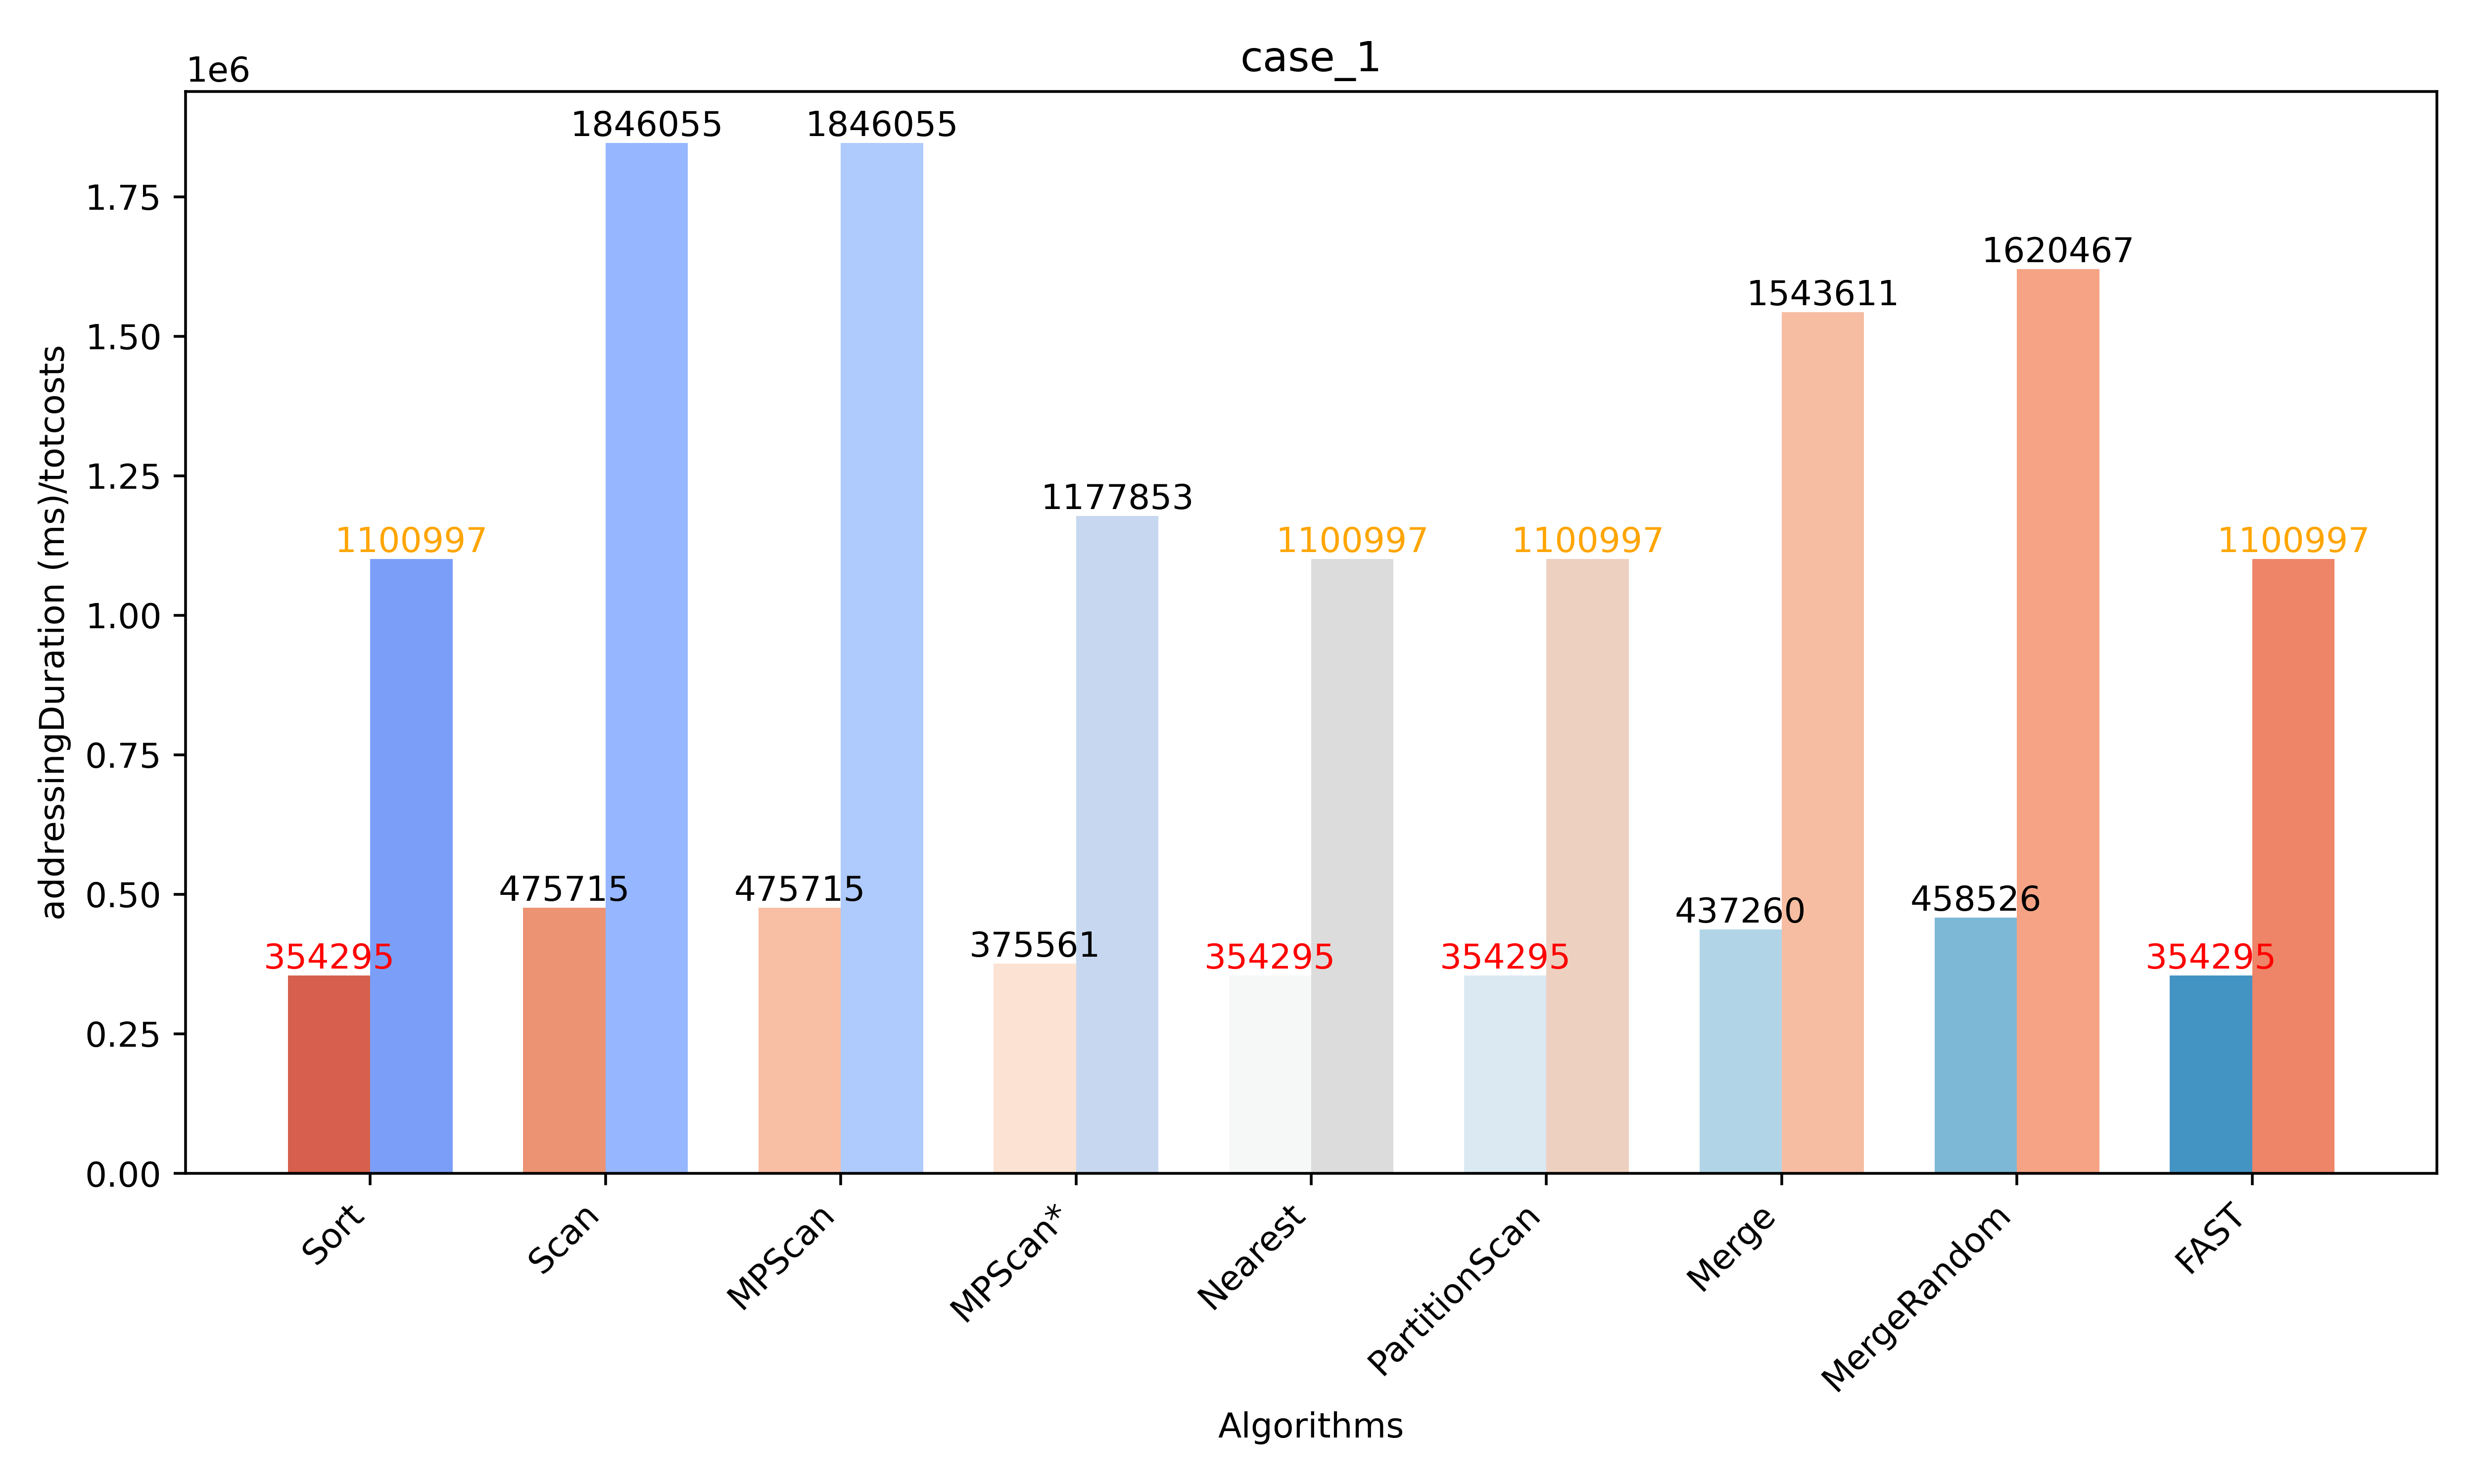 case_1
1e6
addressingDuration (ms)/totcosts
1.75
1.50
1.25
1.00
0.75
0.50
0.25
0.00
354295
1100997
475715
1846055
475715
1846055
375561
1177853
354295
1100997
354295
1100997
437260
1543611
458526
1620467
354295
1100997
Sort
Scan
MPScan
MPScan*
Nearest
PartitionScan
Merge
MergeRandom
FAST
Algorithms